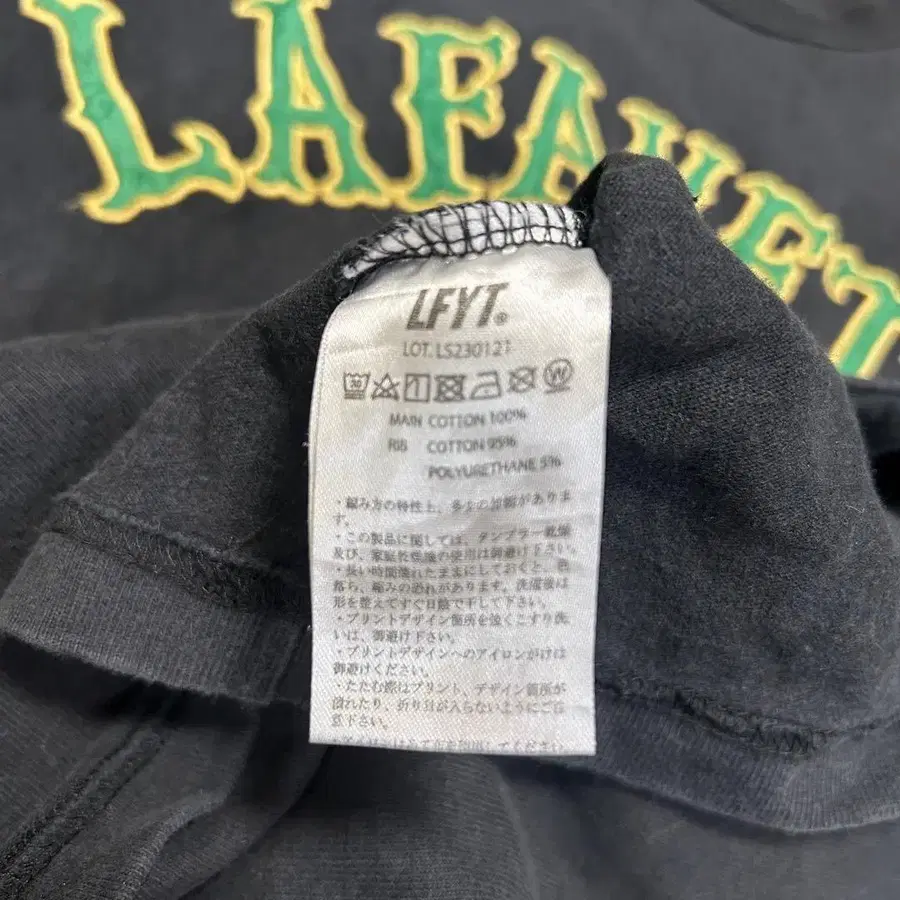 LAFAYET
LFYT®
LOT. LS230121
30
W
MAIN COTTON 100%
RIB COTTON 95%
POLYURETHANE 5%
・編み方の特性上、多少の誤差がありま
す。
・この製品に関しては、タンブラー乾燥
及び、家庭乾燥機の使用は御避け下さい。
・長い時間濡れたままにしておくと、色
落ち、縮みの恐れがあります。洗濯後は
形を整えてすぐ日陰で干して下さい。
・プリントデザイン箇所を強くこすり洗
いは、御避け下さい。
・プリントデザインへのアイロンがけは
御避けください。
・たたむ際はプリント、デザイン箇所が
潰れたり、折り目が入らないようにご注
意下さい。